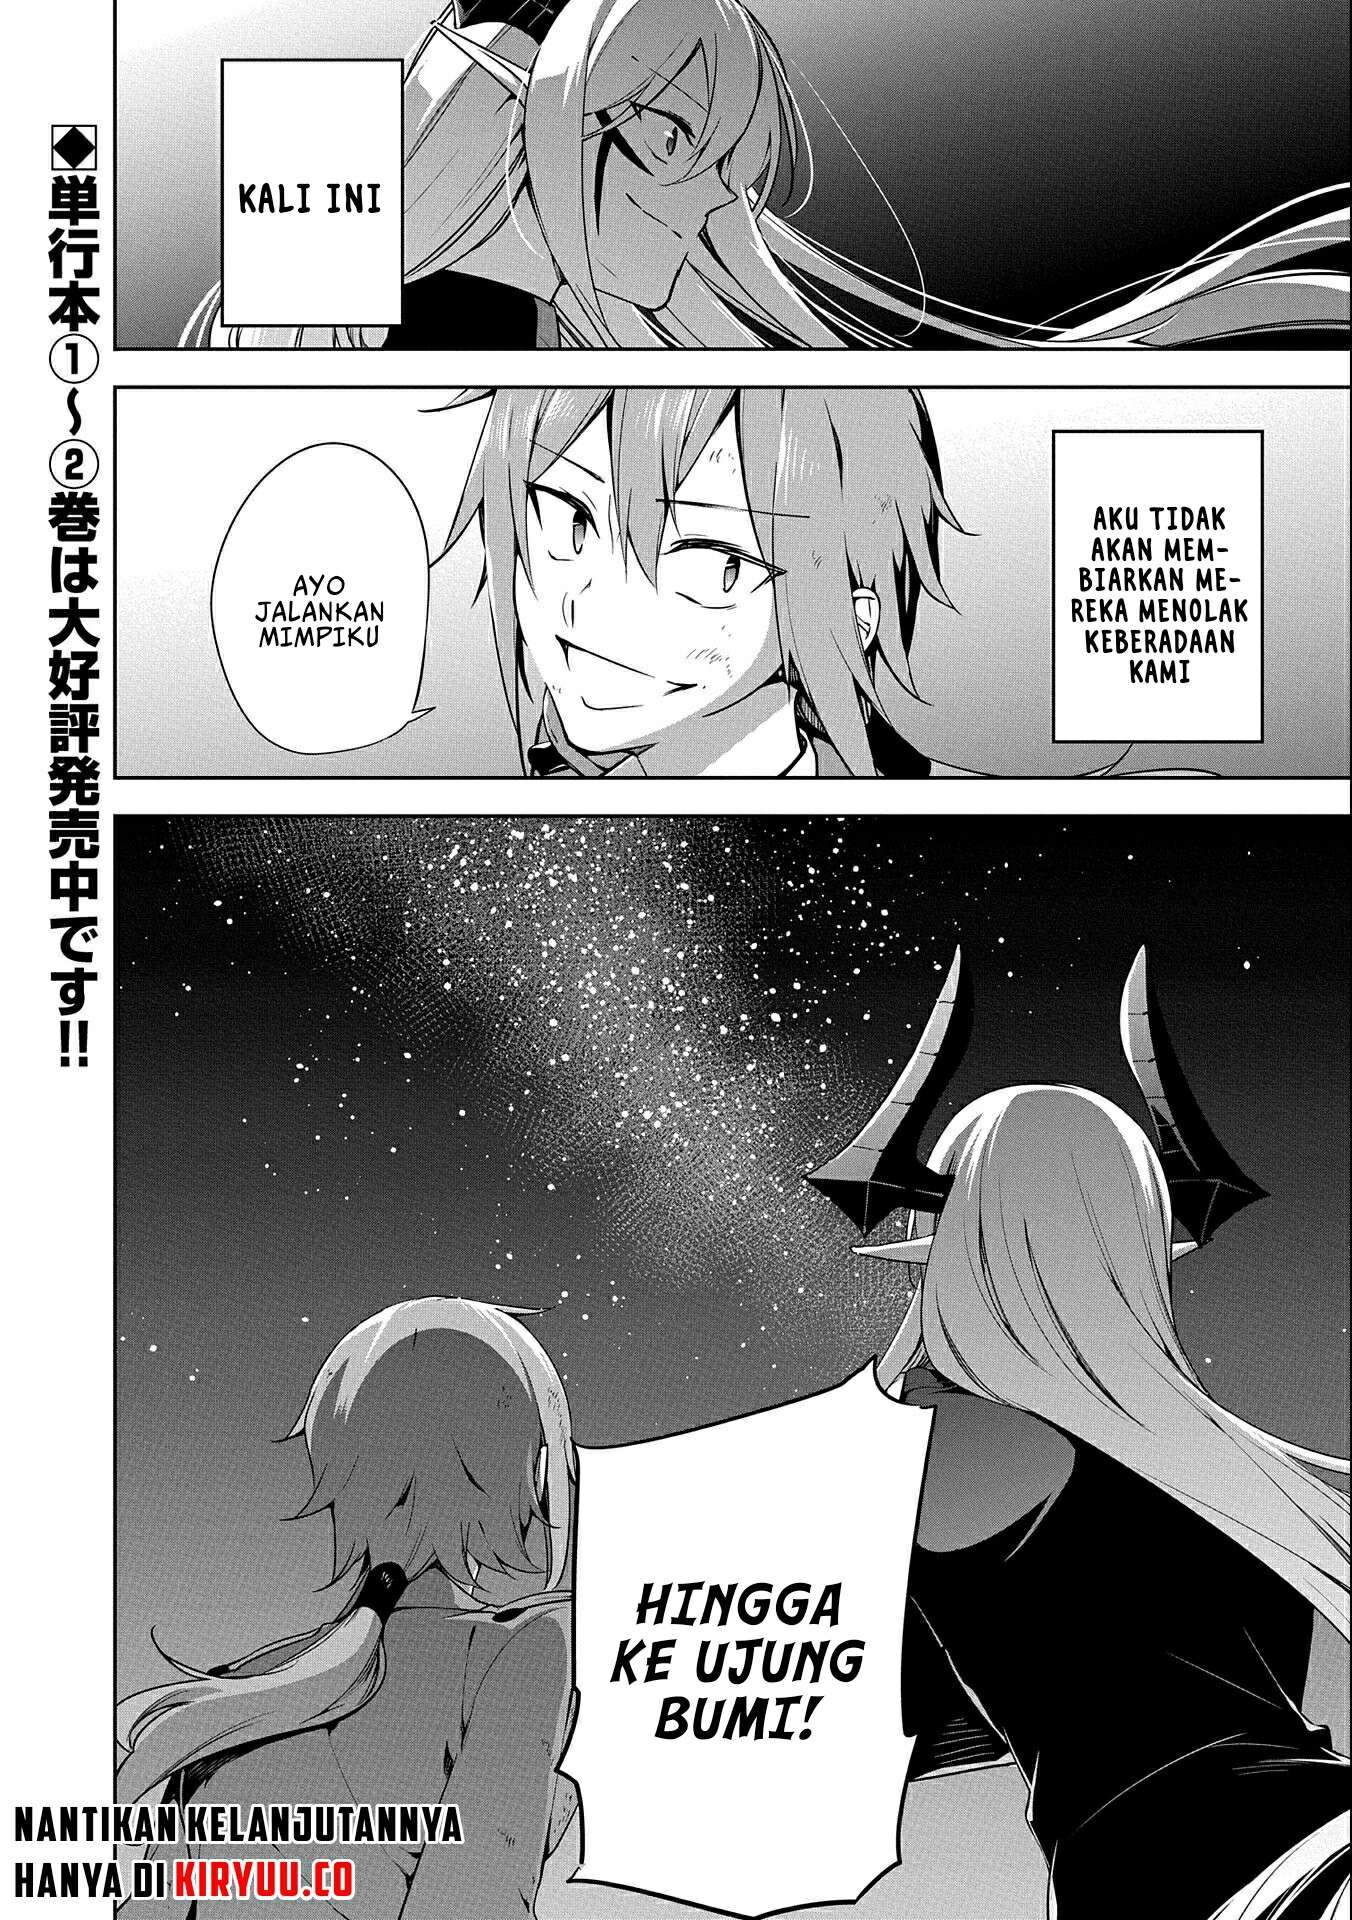 KALI INI
AKU TIDAK
AKAN MEM-
BIARKAN ME-
REKA MENOLAK
KEBERADAAN
KAMI
AYO
JALANKAN
MIMPIKU
HINGGA
KE UJUNG
BUMI!
◆単行本①〜②巻は大好評発売中です!!
NANTIKAN KELANJUTANNYA
HANYA DI KIRYUU.CO